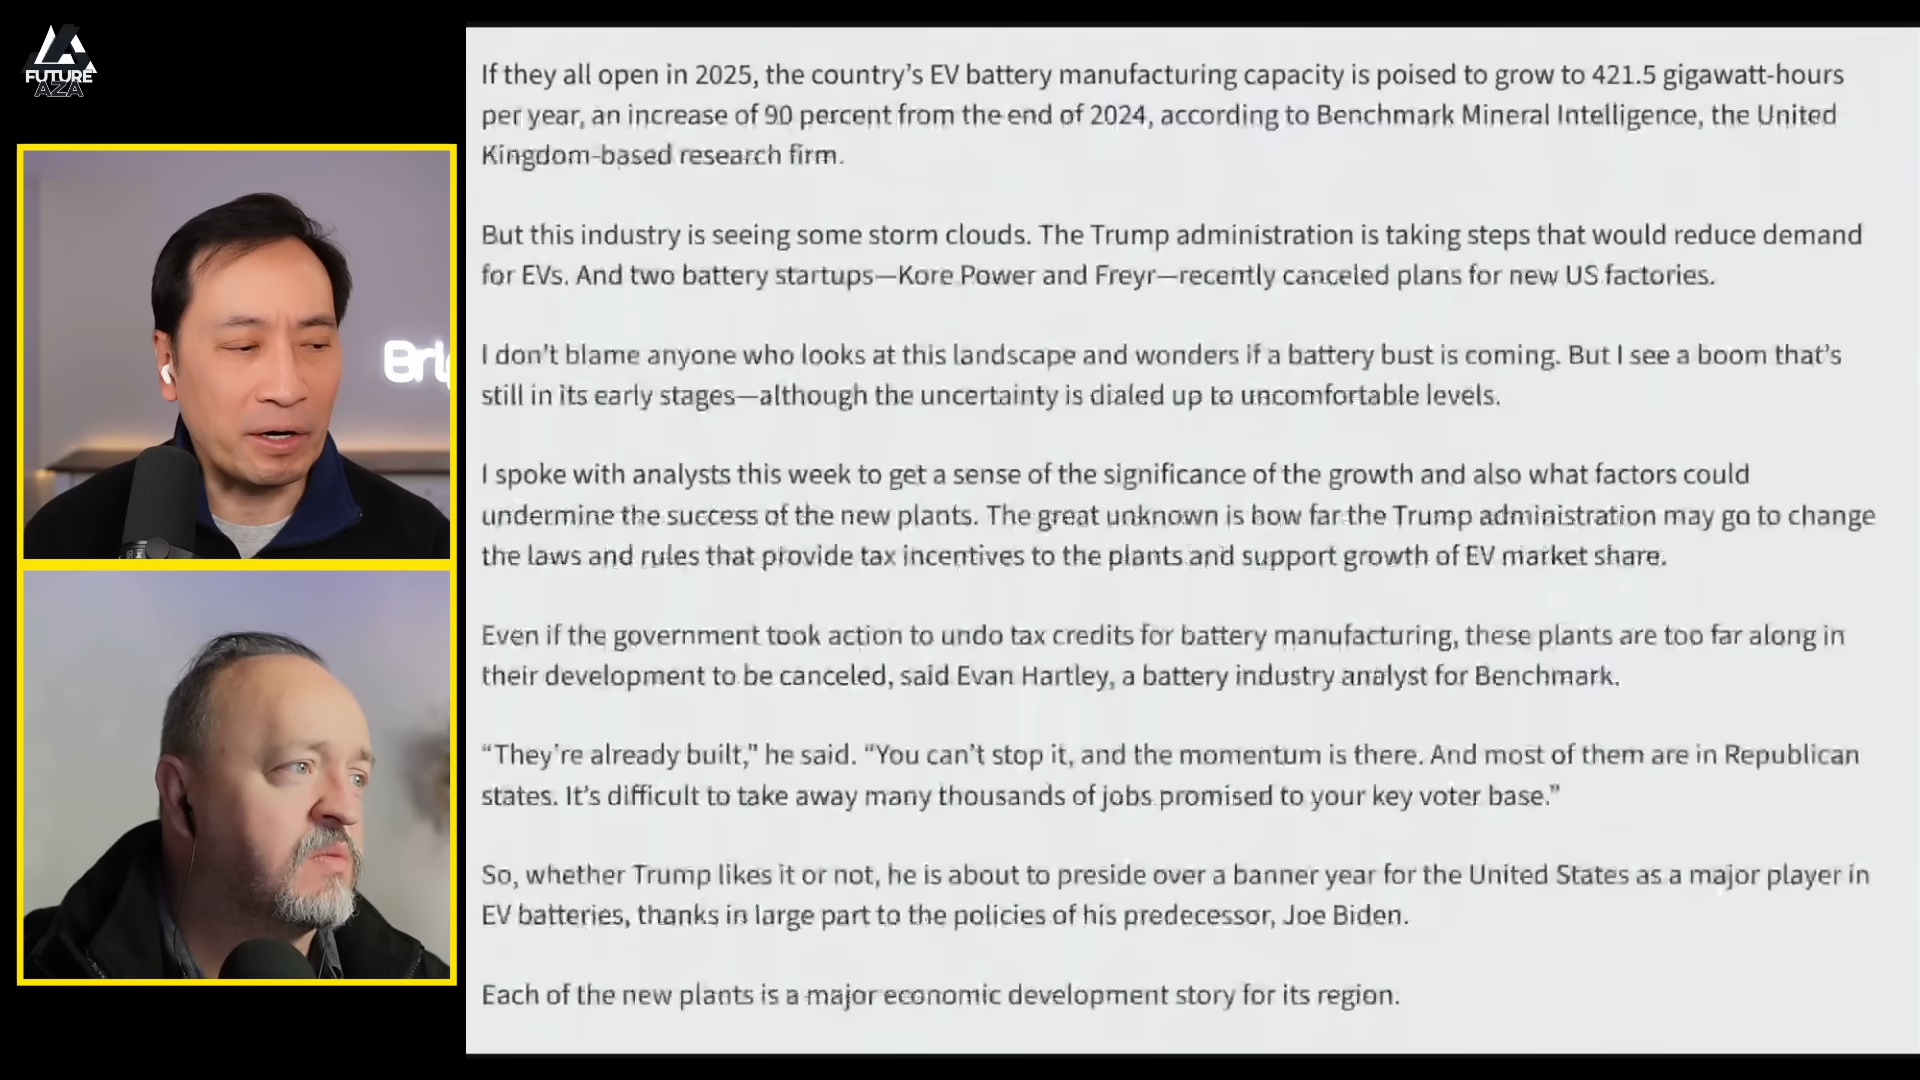 FUTURE
AZA
Bri
If they all open in 2025, the country’s EV battery manufacturing capacity is poised to grow to 421.5 gigawatt-hours
per year, an increase of 90 percent from the end of 2024, according to Benchmark Mineral Intelligence, the United
Kingdom-based research firm.
But this industry is seeing some storm clouds. The Trump administration is taking steps that would reduce demand
for EVs. And two battery startups—Kore Power and Freyr—recently canceled plans for new US factories.
I don’t blame anyone who looks at this landscape and wonders if a battery bust is coming. But I see a boom that’s
still in its early stages—although the uncertainty is dialed up to uncomfortable levels.
I spoke with analysts this week to get a sense of the significance of the growth and also what factors could
undermine the success of the new plants. The great unknown is how far the Trump administration may go to change
the laws and rules that provide tax incentives to the plants and support growth of EV market share.
Even if the government took action to undo tax credits for battery manufacturing, these plants are too far along in
their development to be canceled, said Evan Hartley, a battery industry analyst for Benchmark.
“They’re already built,” he said. “You can’t stop it, and the momentum is there. And most of them are in Republican
states. It’s difficult to take away many thousands of jobs promised to your key voter base.”
So, whether Trump likes it or not, he is about to preside over a banner year for the United States as a major player in
EV batteries, thanks in large part to the policies of his predecessor, Joe Biden.
Each of the new plants is a major economic development story for its region.